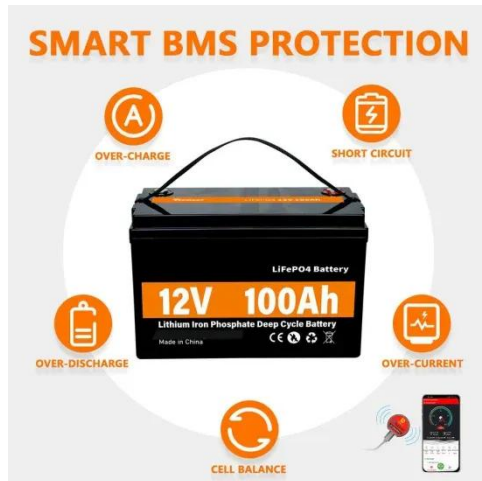 SMART BMS PROTECTION
OVER-CHARGE
SHORT CIRCUIT
LiFePO4 Battery
12V 100Ah
Lithium Iron Phosphate Deep Cycle Battery
Made in China
OVER-DISCHARGE
OVER-CURRENT
CELL BALANCE